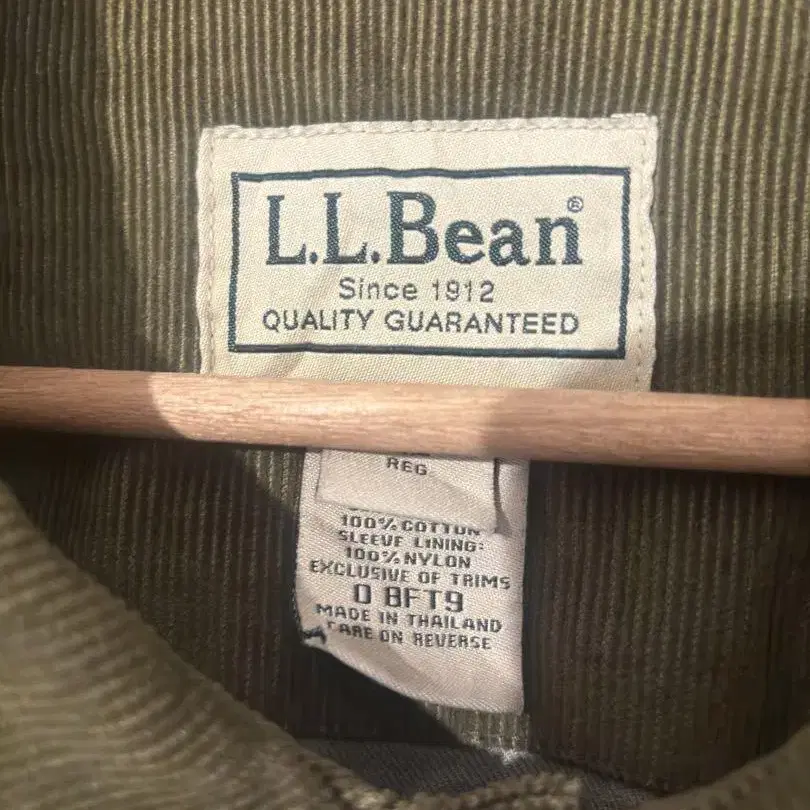 L.L.Bean®
Since 1912
QUALITY GUARANTEED
REG
100% COTTON
SLEEVE LINING:
100% NYLON
EXCLUSIVE OF TRIMS
0 8FT9
MADE IN THAILAND
CARE ON REVERSE